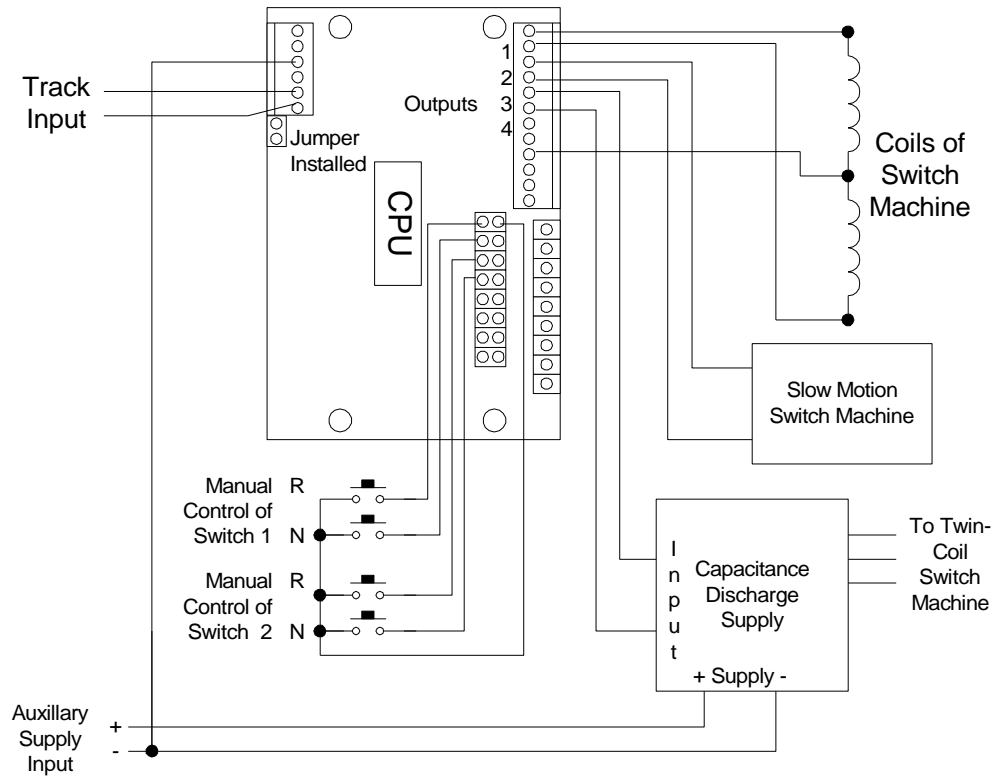 Track
Input
Jumper
Installed
CPU
Outputs
1
2
3
4
Coils of
Switch
Machine
Slow Motion
Switch Machine
Manual R
Control of
Switch 1 N
Manual R
Control of
Switch 2 N
Input
Capacitance
Discharge
Supply
+ Supply -
To Twin-
Coil
Switch
Machine
Auxillary
Supply
Input
+
-